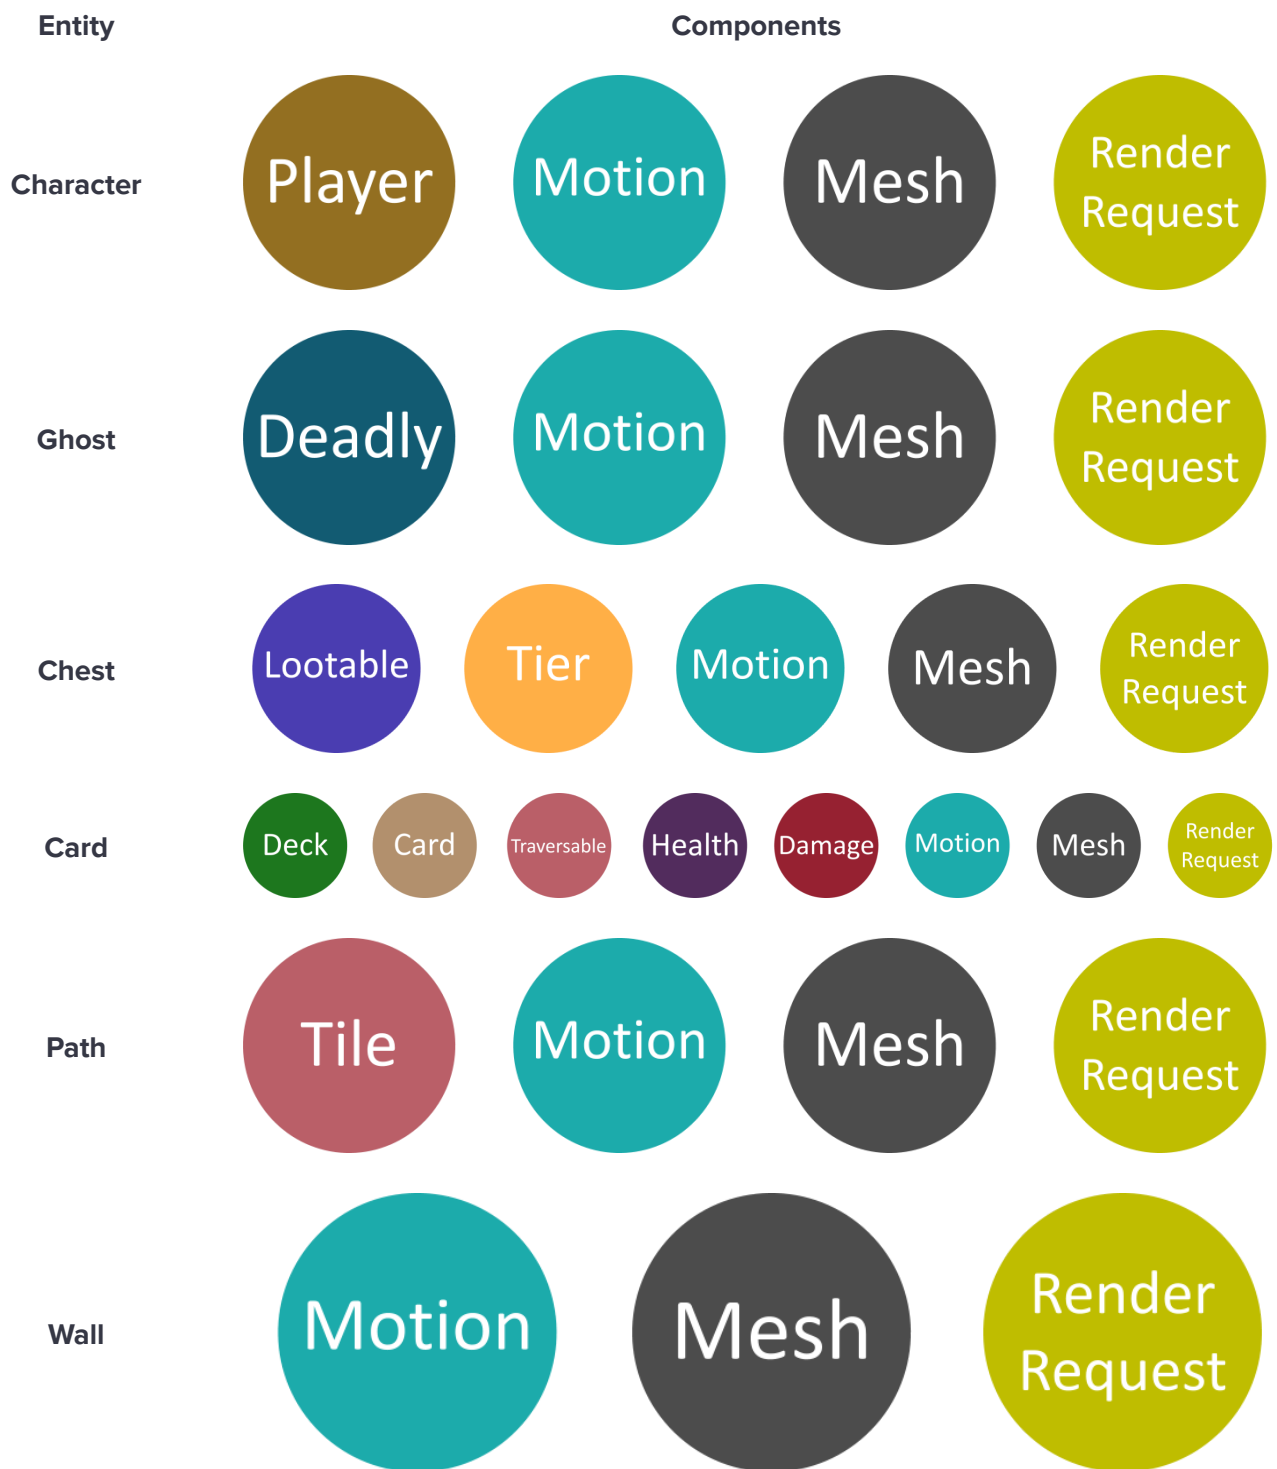 Entity Components
Character Player Motion Mesh Render
Request
Ghost Deadly Motion Mesh Render
Request
Chest Lootable Tier Motion Mesh Render
Request
Card Deck Card Traversable Health Damage Motion Mesh Render
Request
Path Tile Motion Mesh Render
Request
Wall Motion Mesh Render
Request